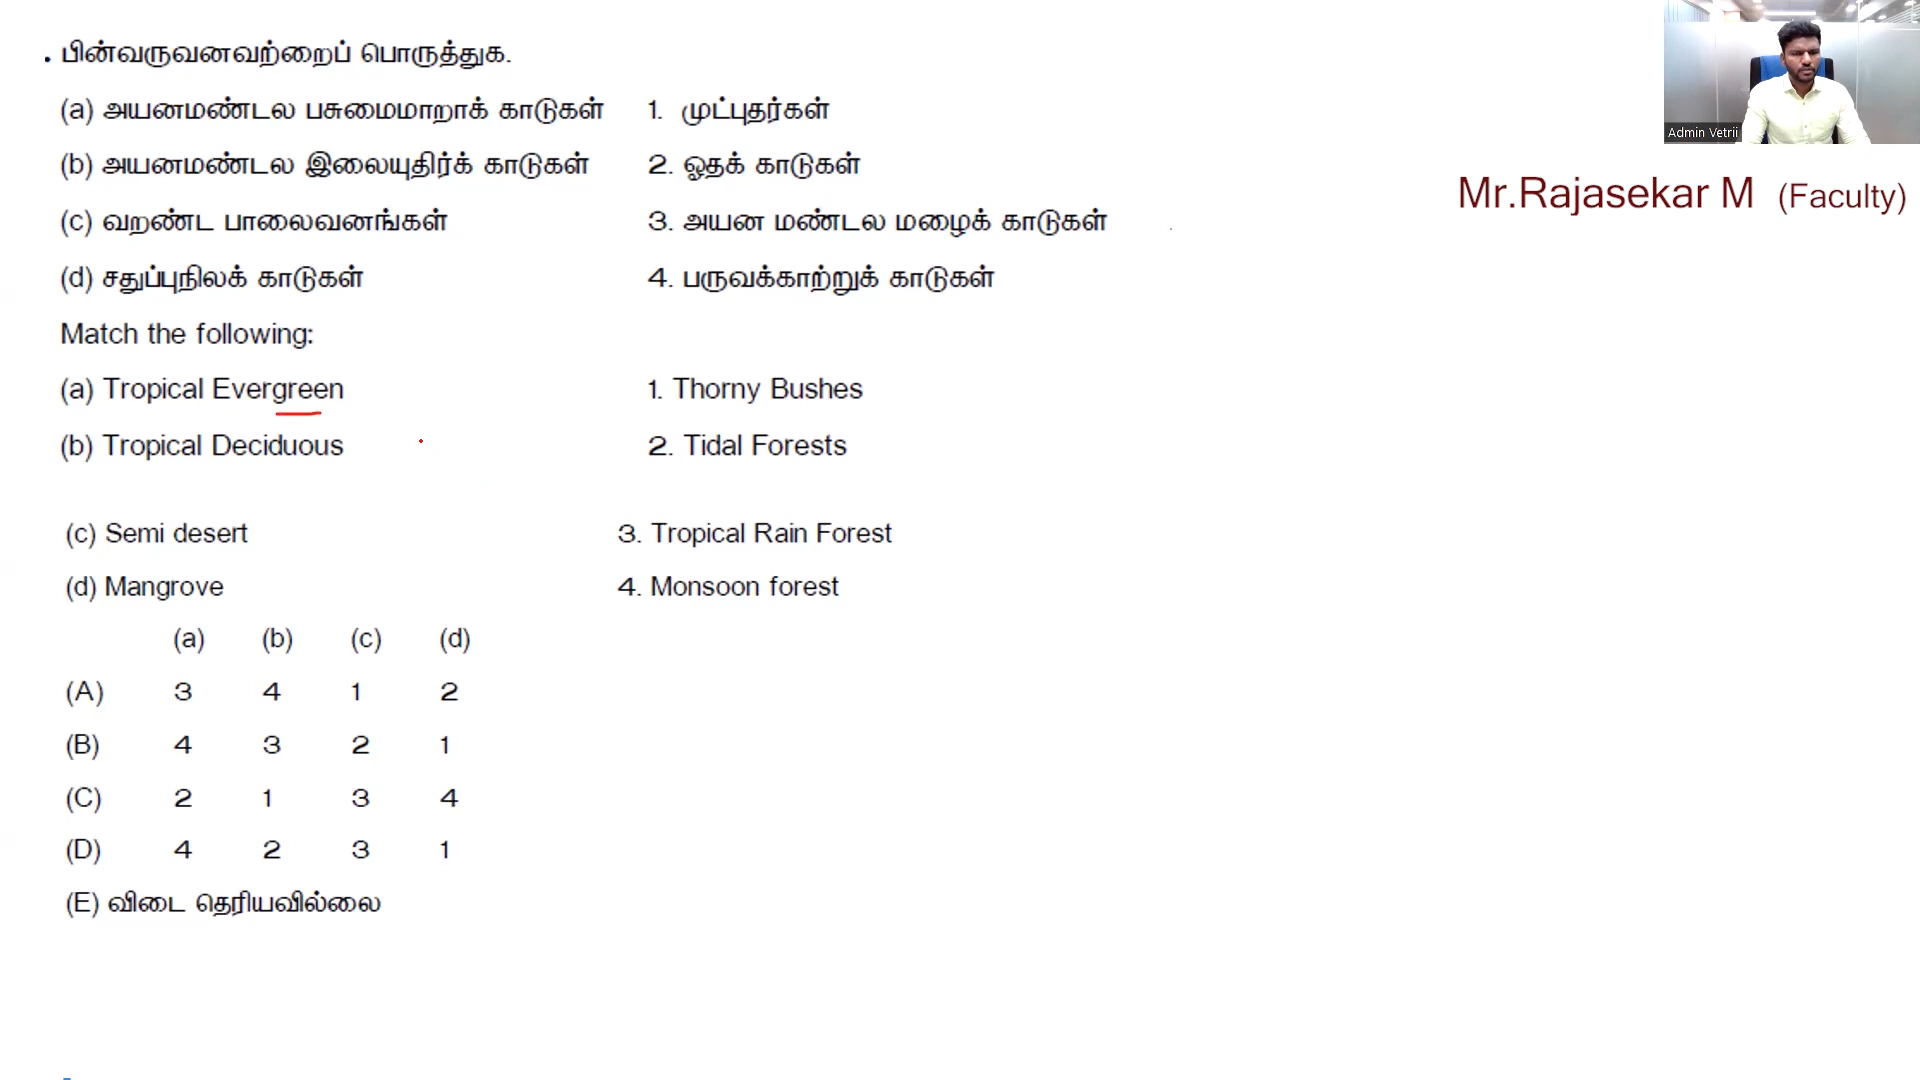 . பின்வருவனவற்றைப் பொருத்துக.
(a) அயனமண்டல பசுமைமாறாக் காடுகள் 1. முட்புதர்கள்
(b) அயனமண்டல இலையுதிர்க் காடுகள் 2. ஓதக் காடுகள்
(c) வறண்ட பாலைவனங்கள் 3. அயன மண்டல மழைக் காடுகள்
(d) சதுப்புநிலக் காடுகள் 4. பருவக்காற்றுக் காடுகள்
Match the following:
(a) Tropical Evergreen 1. Thorny Bushes
(b) Tropical Deciduous 2. Tidal Forests
(c) Semi desert 3. Tropical Rain Forest
(d) Mangrove 4. Monsoon forest
(a) (b) (c) (d)
(A) 3 4 1 2
(B) 4 3 2 1
(C) 2 1 3 4
(D) 4 2 3 1
(E) விடை தெரியவில்லை
Admin Vetrii
Mr.Rajasekar M (Faculty)